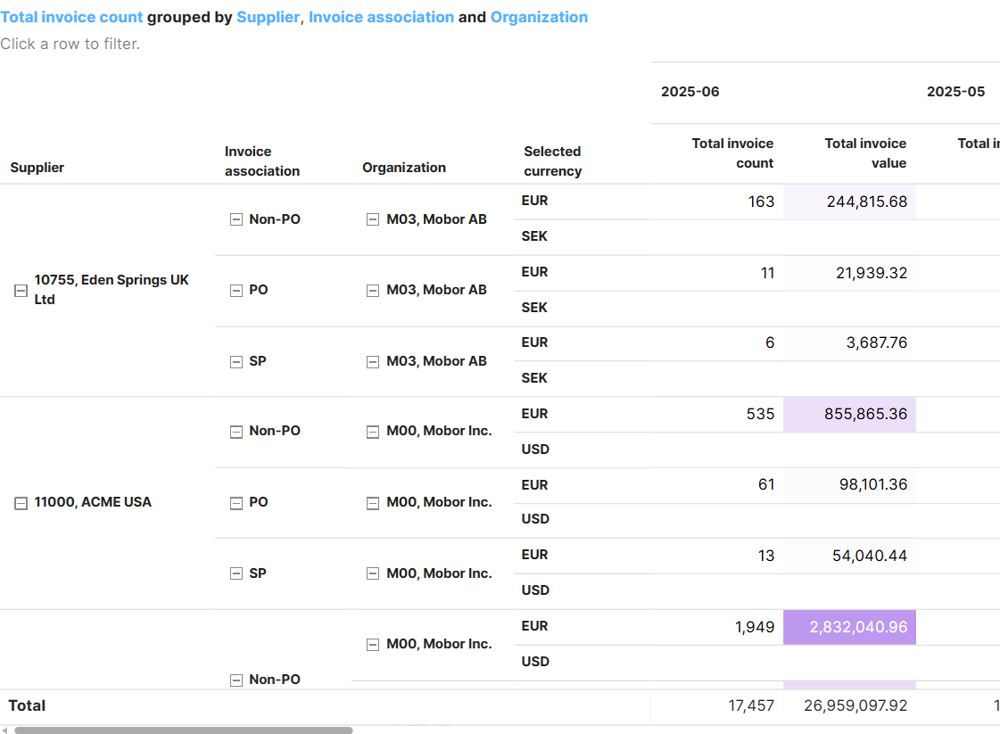 Total invoice count grouped by Supplier, Invoice association and Organization
Click a row to filter.
2025-06 2025-05
Supplier Invoice association Organization Selected currency Total invoice count Total invoice value Total i
10755, Eden Springs UK Ltd Non-PO M03, Mobor AB EUR 163 244,815.68
SEK
PO M03, Mobor AB EUR 11 21,939.32
SEK
SP M03, Mobor AB EUR 6 3,687.76
SEK
11000, ACME USA Non-PO M00, Mobor Inc. EUR 535 855,865.36
USD
PO M00, Mobor Inc. EUR 61 98,101.36
USD
SP M00, Mobor Inc. EUR 13 54,040.44
USD
Non-PO M00, Mobor Inc. EUR 1,949 2,832,040.96
USD
Total 17,457 26,959,097.92 1